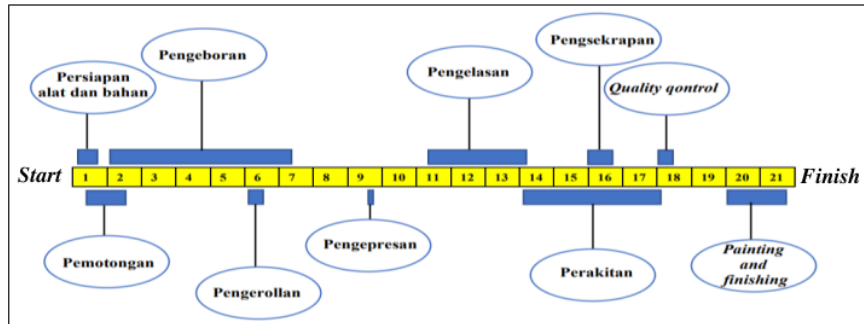 Pengeboran
Pengsekrapan
Persiapan
alat dan bahan
Pengelasan
Quality qontrol
Start 1 2 3 4 5 6 7 8 9 10 11 12 13 14 15 16 17 18 19 20 21 Finish
Pemotongan
Pengerollan
Pengepresan
Perakitan
Painting
and
finishing